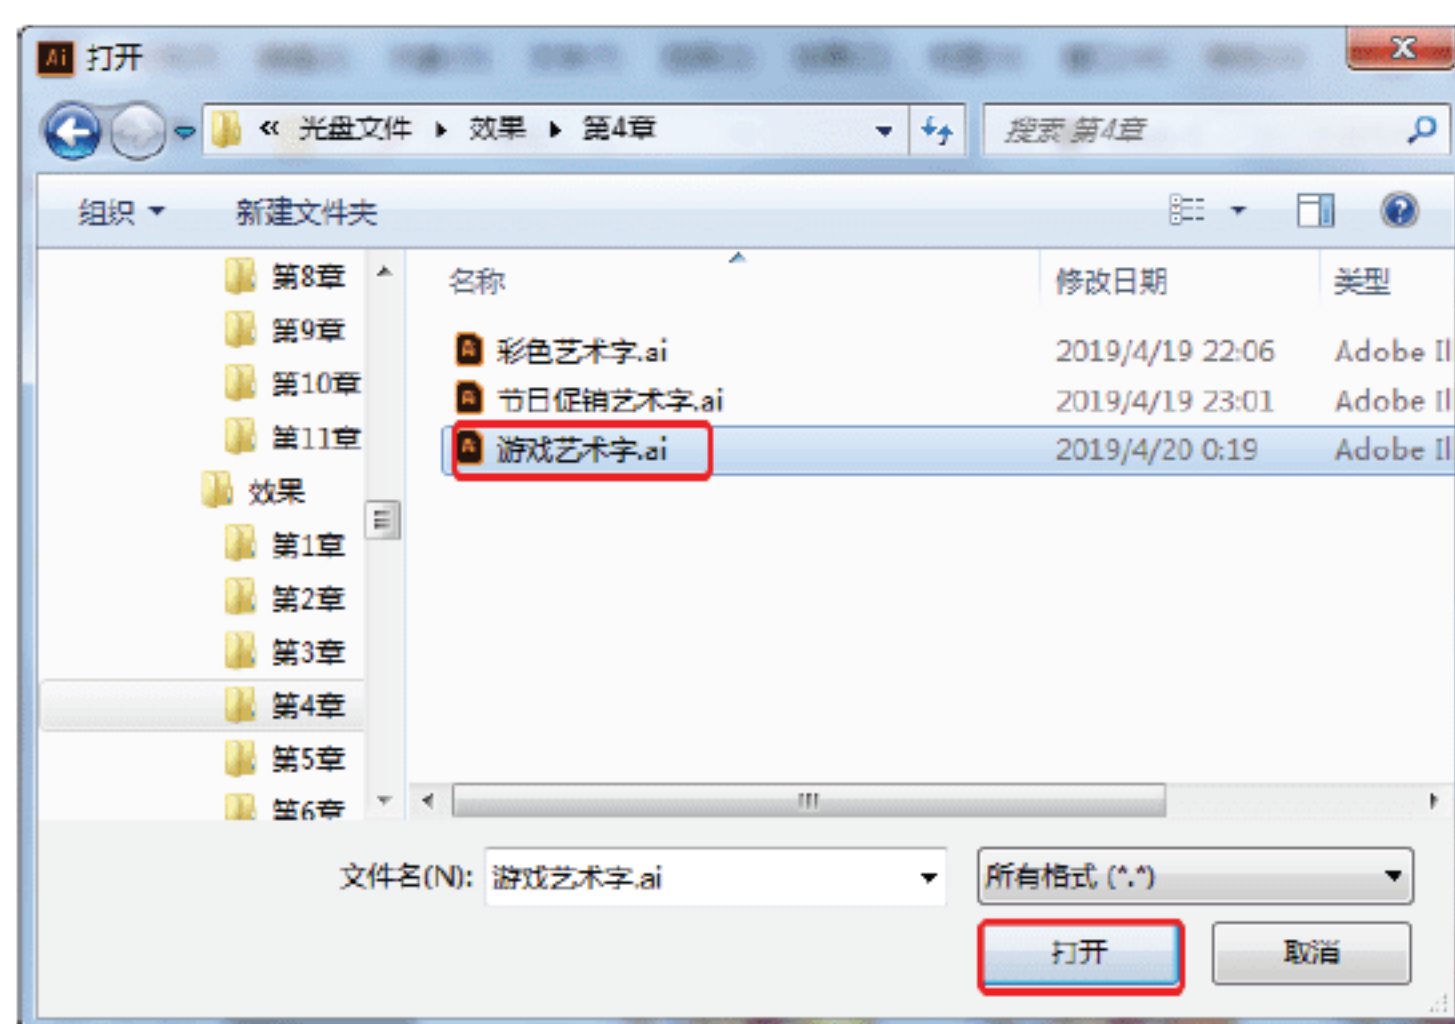 Ai 打开
« 光盘文件 ▸ 效果 ▸ 第4章 搜索 第4章
组织 新建文件夹
名称 修改日期 类型
第8章
第9章
第10章
第11章
效果
第1章
第2章
第3章
第4章
第5章
第6章
彩色艺术字.ai 2019/4/19 22:06 Adobe Il
节日促销艺术字.ai 2019/4/19 23:01 Adobe Il
游戏艺术字.ai 2019/4/20 0:19 Adobe Il
文件名(N): 游戏艺术字.ai 所有格式 (*.*)
打开 取消